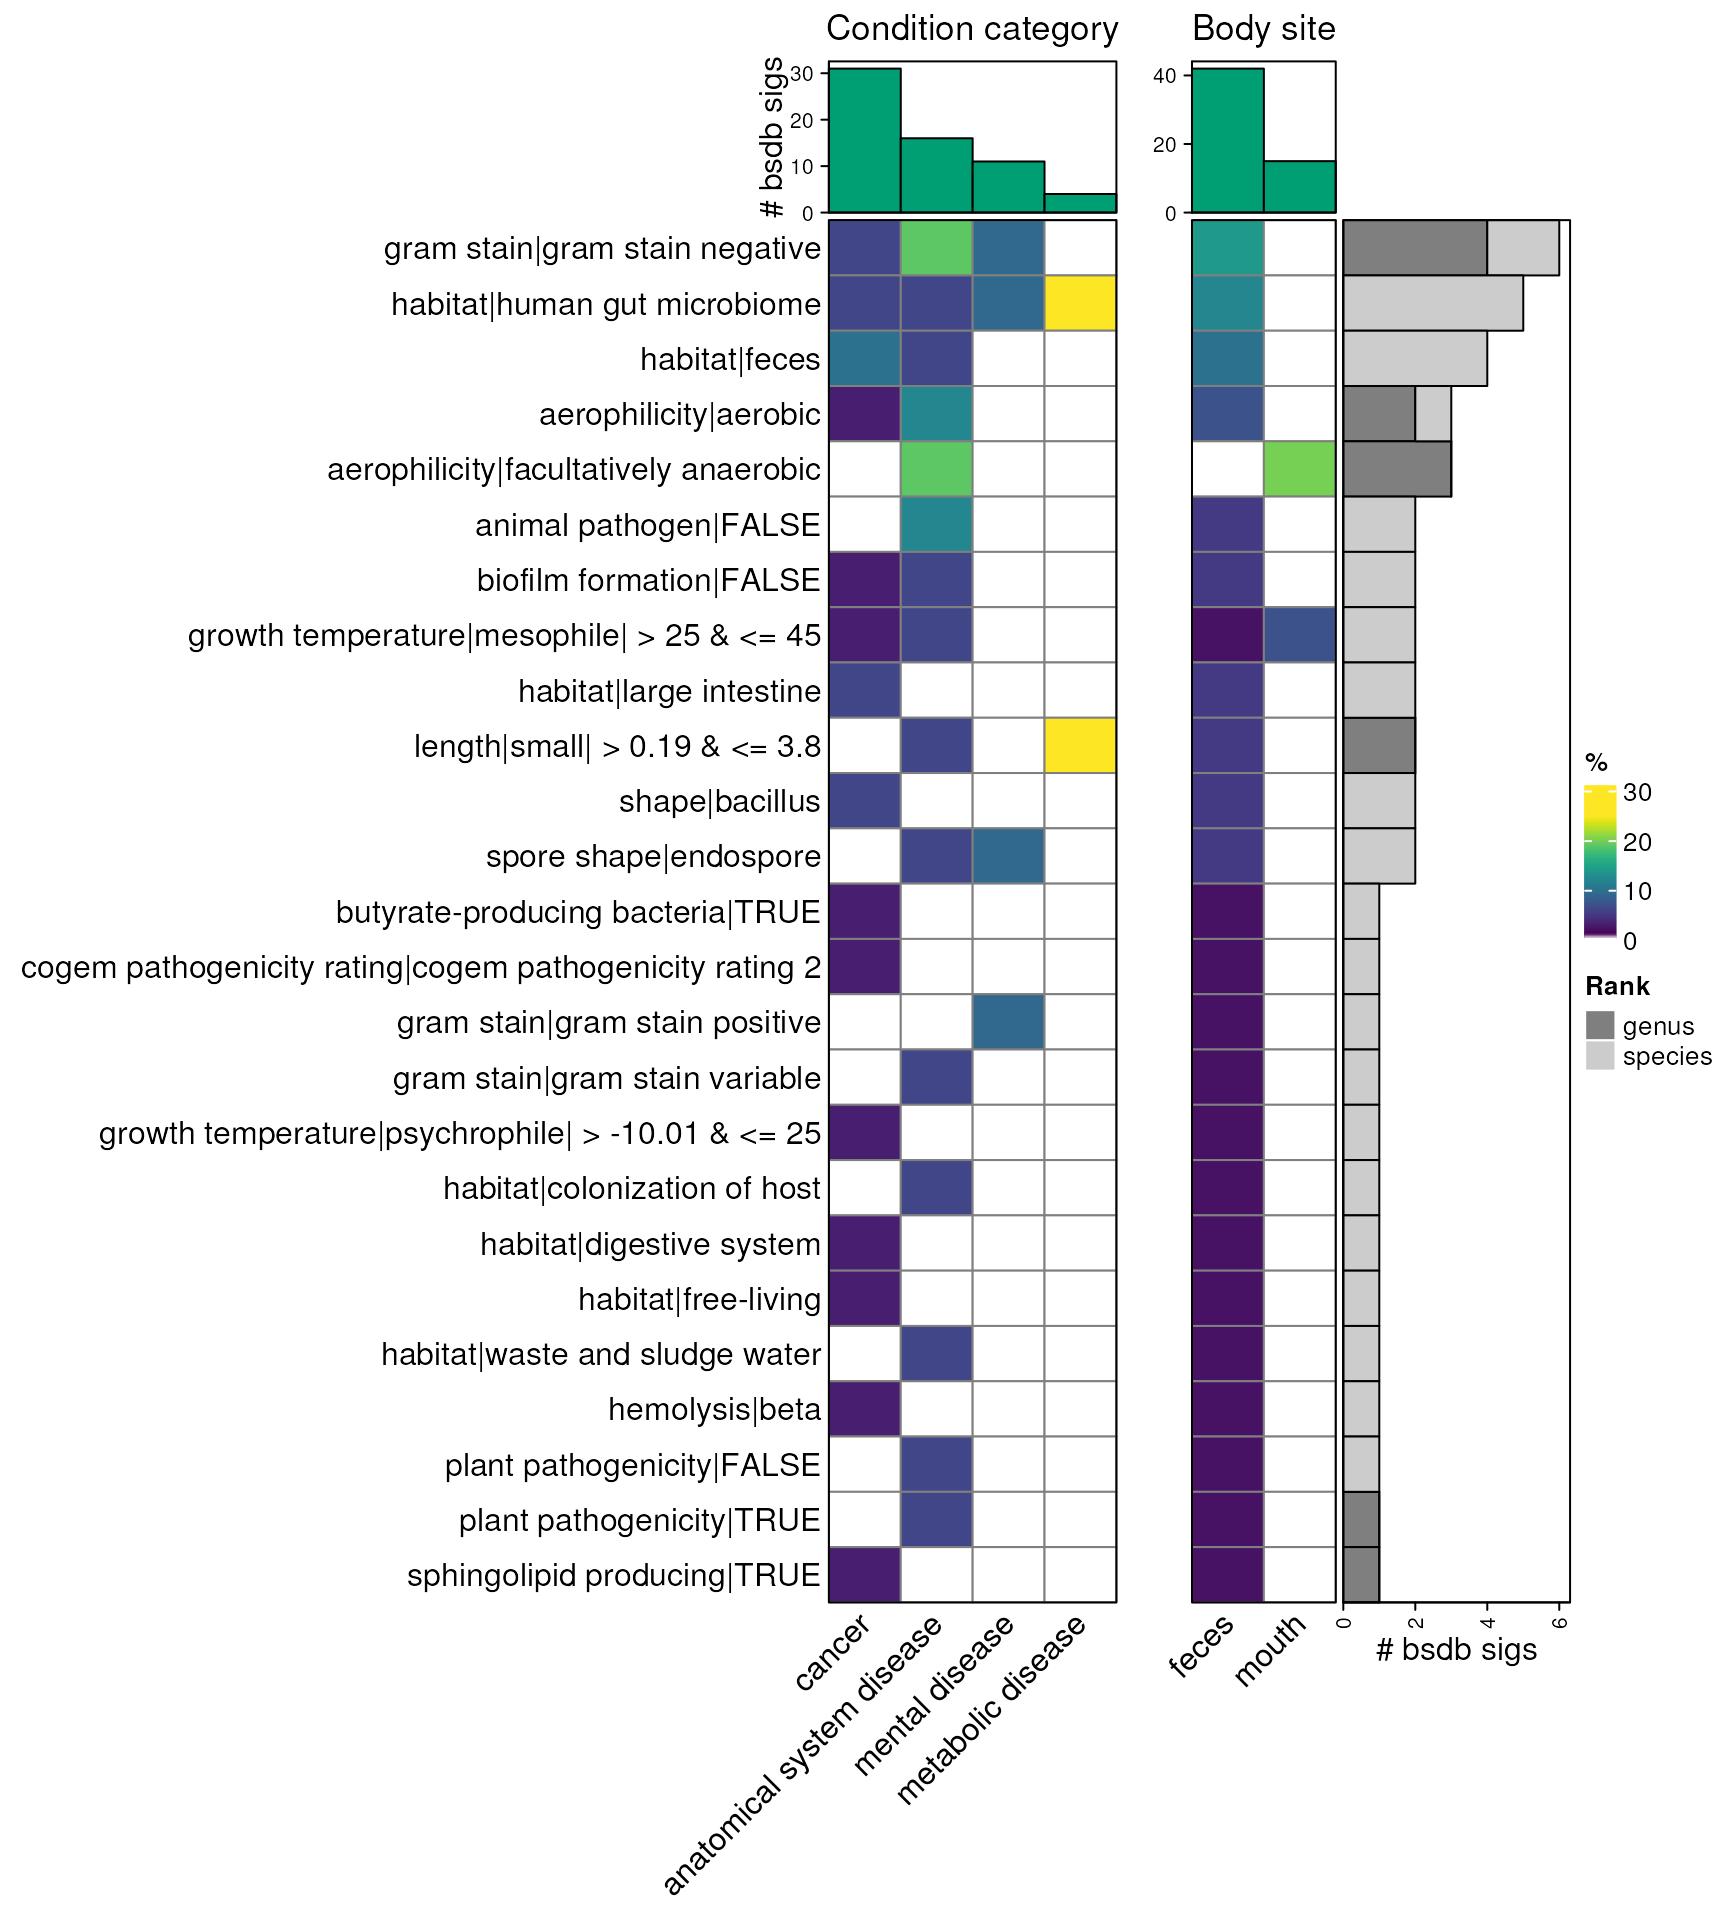 Condition category
Body site
# bsdb sigs
30
20
10
0
40
20
0
gram stain|gram stain negative
habitat|human gut microbiome
habitat|feces
aerophilicity|aerobic
aerophilicity|facultatively anaerobic
animal pathogen|FALSE
biofilm formation|FALSE
growth temperature|mesophile| > 25 & <= 45
habitat|large intestine
length|small| > 0.19 & <= 3.8
shape|bacillus
spore shape|endospore
butyrate-producing bacteria|TRUE
cogem pathogenicity rating|cogem pathogenicity rating 2
gram stain|gram stain positive
gram stain|gram stain variable
growth temperature|psychrophile| > -10.01 & <= 25
habitat|colonization of host
habitat|digestive system
habitat|free-living
habitat|waste and sludge water
hemolysis|beta
plant pathogenicity|FALSE
plant pathogenicity|TRUE
sphingolipid producing|TRUE
cancer
anatomical system disease
mental disease
metabolic disease
feces
mouth
0
2
4
6
# bsdb sigs
%
30
20
10
0
Rank
genus
species